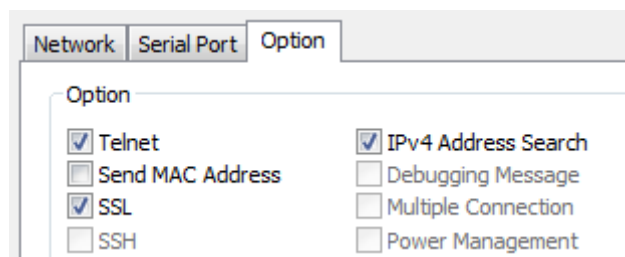 Network Serial Port Option
Option
Telnet
IPv4 Address Search
Send MAC Address
Debugging Message
SSL
Multiple Connection
SSH
Power Management